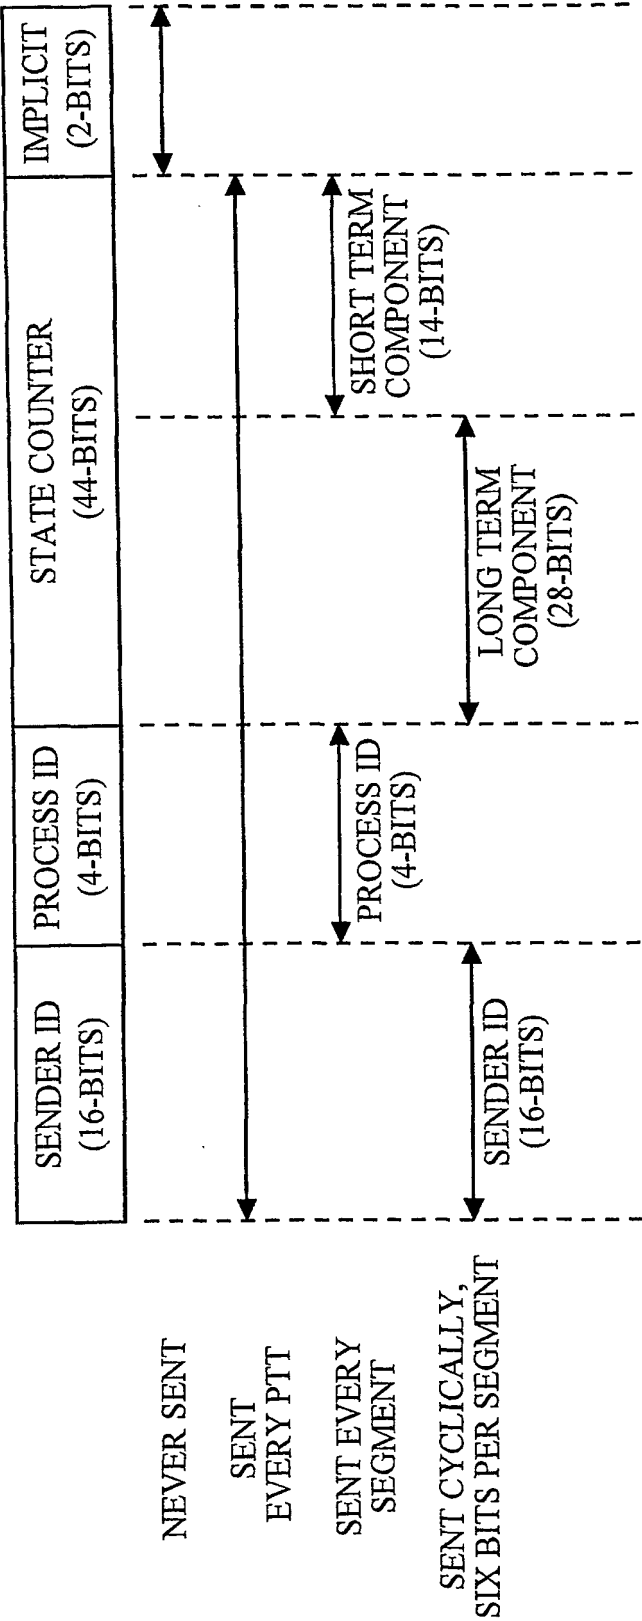 SENDER ID
(16-BITS)
PROCESS ID
(4-BITS)
STATE COUNTER
(44-BITS)
IMPLICIT
(2-BITS)
NEVER SENT
SENT
EVERY PTT
SENT EVERY
SEGMENT
PROCESS ID
(4-BITS)
SHORT TERM
COMPONENT
(14-BITS)
SENT CYCLICALLY,
SIX BITS PER SEGMENT
SENDER ID
(16-BITS)
LONG TERM
COMPONENT
(28-BITS)